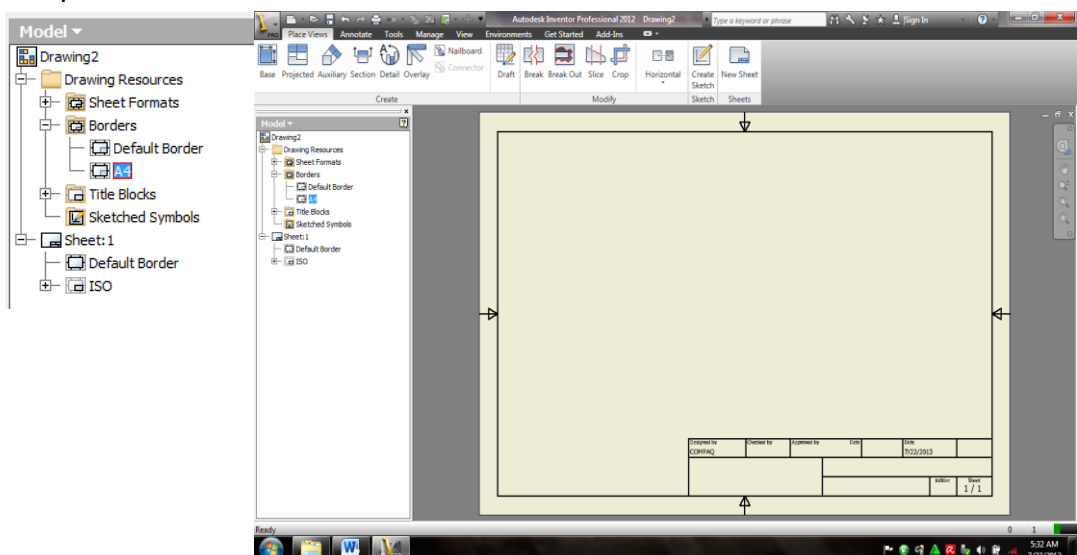 Model
Drawing2
Drawing Resources
Sheet Formats
Borders
Default Border
A4
Title Blocks
Sketched Symbols
Sheet:1
Default Border
ISO
Autodesk Inventor Professional 2012 Drawing2
Type a keyword or phrase
Sign In
PRO
Place Views Annotate Tools Manage View Environments Get Started Add-Ins
Base Projected Auxiliary Section Detail Overlay
Nailboard
Connector
Draft Break Break Out Slice Crop
Horizontal
Create Sketch
New Sheet
Create Modify Sketch Sheets
Model
Drawing2
Drawing Resources
Sheet Formats
Borders
Default Border
A4
Title Blocks
Sketched Symbols
Sheet:1
Default Border
ISO
Designed by Checked by Approved by Date Date
COMPAQ 7/22/2013
Edition Sheet
1 / 1
Ready 0 1
5:32 AM
7/22/2013